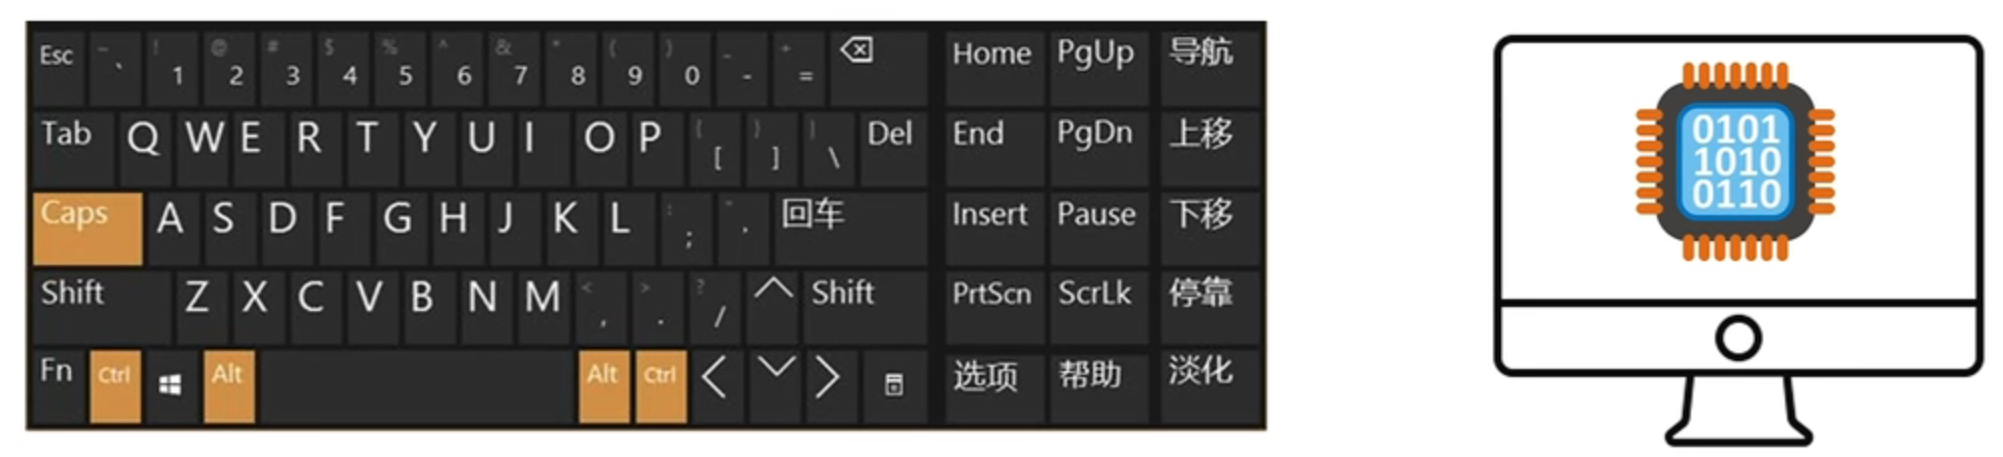 Esc ~ ` ! 1 @ 2 # 3 $ 4 % 5 ^ 6 & 7 * 8 ( 9 ) 0 _ - + = Home PgUp 导航
Tab Q W E R T Y U I O P { [ } ] | \ Del End PgDn 上移
Caps A S D F G H J K L : ; " ' 回车 Insert Pause 下移
Shift Z X C V B N M < , > . ? / Shift PrtScn ScrLk 停靠
Fn Ctrl Alt Alt Ctrl 选项 帮助 淡化
0101
1010
0110